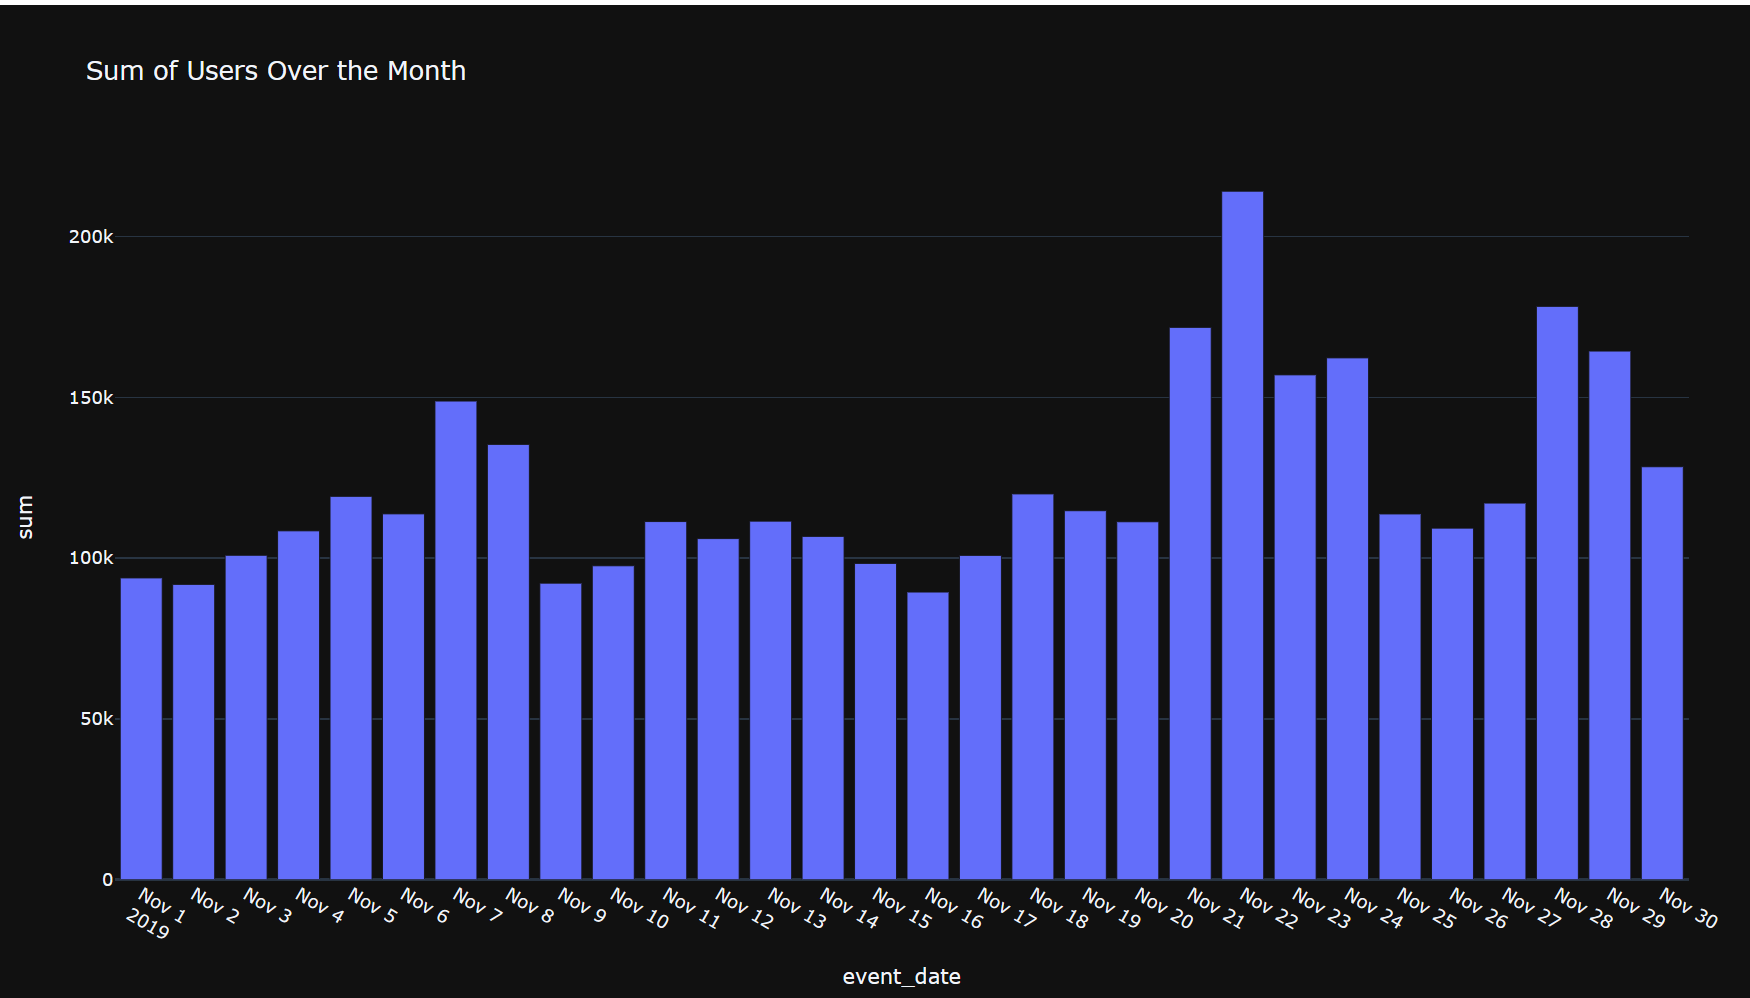 Sum of Users Over the Month
200k
150k
100k
50k
0
sum
Nov 1
2019
Nov 2
Nov 3
Nov 4
Nov 5
Nov 6
Nov 7
Nov 8
Nov 9
Nov 10
Nov 11
Nov 12
Nov 13
Nov 14
Nov 15
Nov 16
Nov 17
Nov 18
Nov 19
Nov 20
Nov 21
Nov 22
Nov 23
Nov 24
Nov 25
Nov 26
Nov 27
Nov 28
Nov 29
Nov 30
event_date